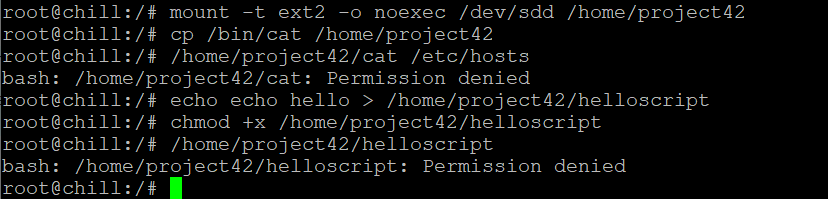 root@chill:/# mount -t ext2 -o noexec /dev/sdd /home/project42
root@chill:/# cp /bin/cat /home/project42
root@chill:/# /home/project42/cat /etc/hosts
bash: /home/project42/cat: Permission denied
root@chill:/# echo echo hello > /home/project42/helloscript
root@chill:/# chmod +x /home/project42/helloscript
root@chill:/# /home/project42/helloscript
bash: /home/project42/helloscript: Permission denied
root@chill:/#